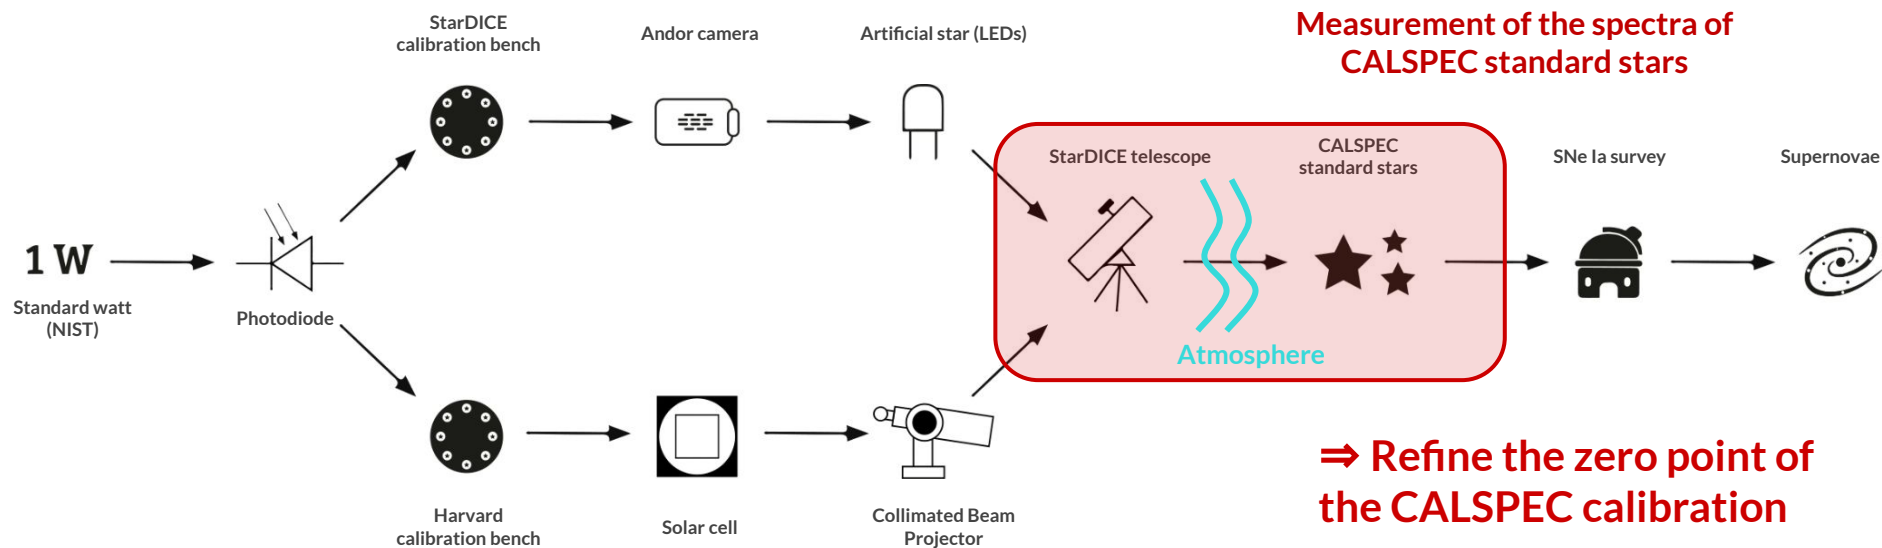 StarDICE
calibration bench
Andor camera
Artificial star (LEDs)
Measurement of the spectra of
CALSPEC standard stars
StarDICE telescope
CALSPEC
standard stars
SNe Ia survey
Supernovae
1 W
Standard watt
(NIST)
Photodiode
Atmosphere
Harvard
calibration bench
Solar cell
Collimated Beam
Projector
⇒ Refine the zero point of
the CALSPEC calibration